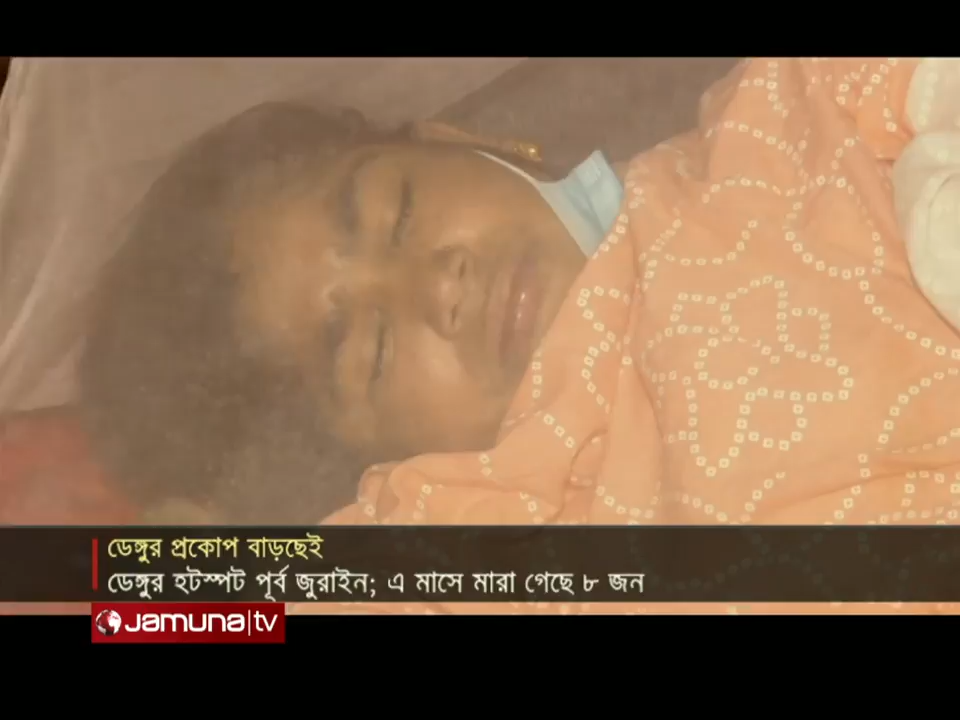 ডেঙ্গুর প্রকোপ বাড়ছেই
ডেঙ্গুর হটস্পট পূর্ব জুরাইন; এ মাসে মারা গেছে ৮ জন
Jamuna|tv